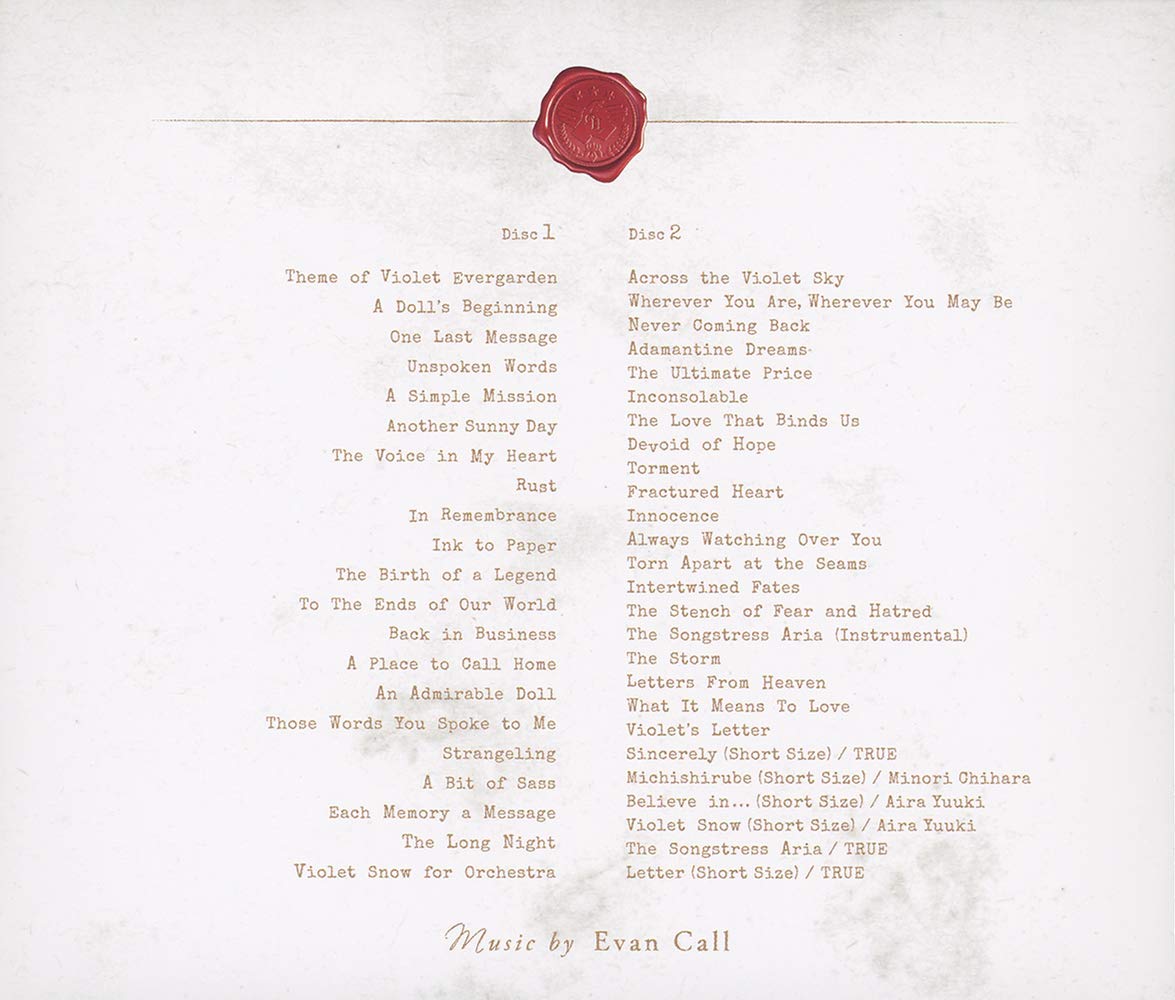 Disc 1
Theme of Violet Evergarden
A Doll's Beginning
One Last Message
Unspoken Words
A Simple Mission
Another Sunny Day
The Voice in My Heart
Rust
In Remembrance
Ink to Paper
The Birth of a Legend
To The Ends of Our World
Back in Business
A Place to Call Home
An Admirable Doll
Those Words You Spoke to Me
Strangeling
A Bit of Sass
Each Memory a Message
The Long Night
Violet Snow for Orchestra
Disc 2
Across the Violet Sky
Wherever You Are, Wherever You May Be
Never Coming Back
Adamantine Dreams
The Ultimate Price
Inconsolable
The Love That Binds Us
Devoid of Hope
Torment
Fractured Heart
Innocence
Always Watching Over You
Torn Apart at the Seams
Intertwined Fates
The Stench of Fear and Hatred
The Songstress Aria (Instrumental)
The Storm
Letters From Heaven
What It Means To Love
Violet's Letter
Sincerely (Short Size) / TRUE
Michishirube (Short Size) / Minori Chihara
Believe in... (Short Size) / Aira Yuuki
Violet Snow (Short Size) / Aira Yuuki
The Songstress Aria / TRUE
Letter (Short Size) / TRUE
Music by Evan Call